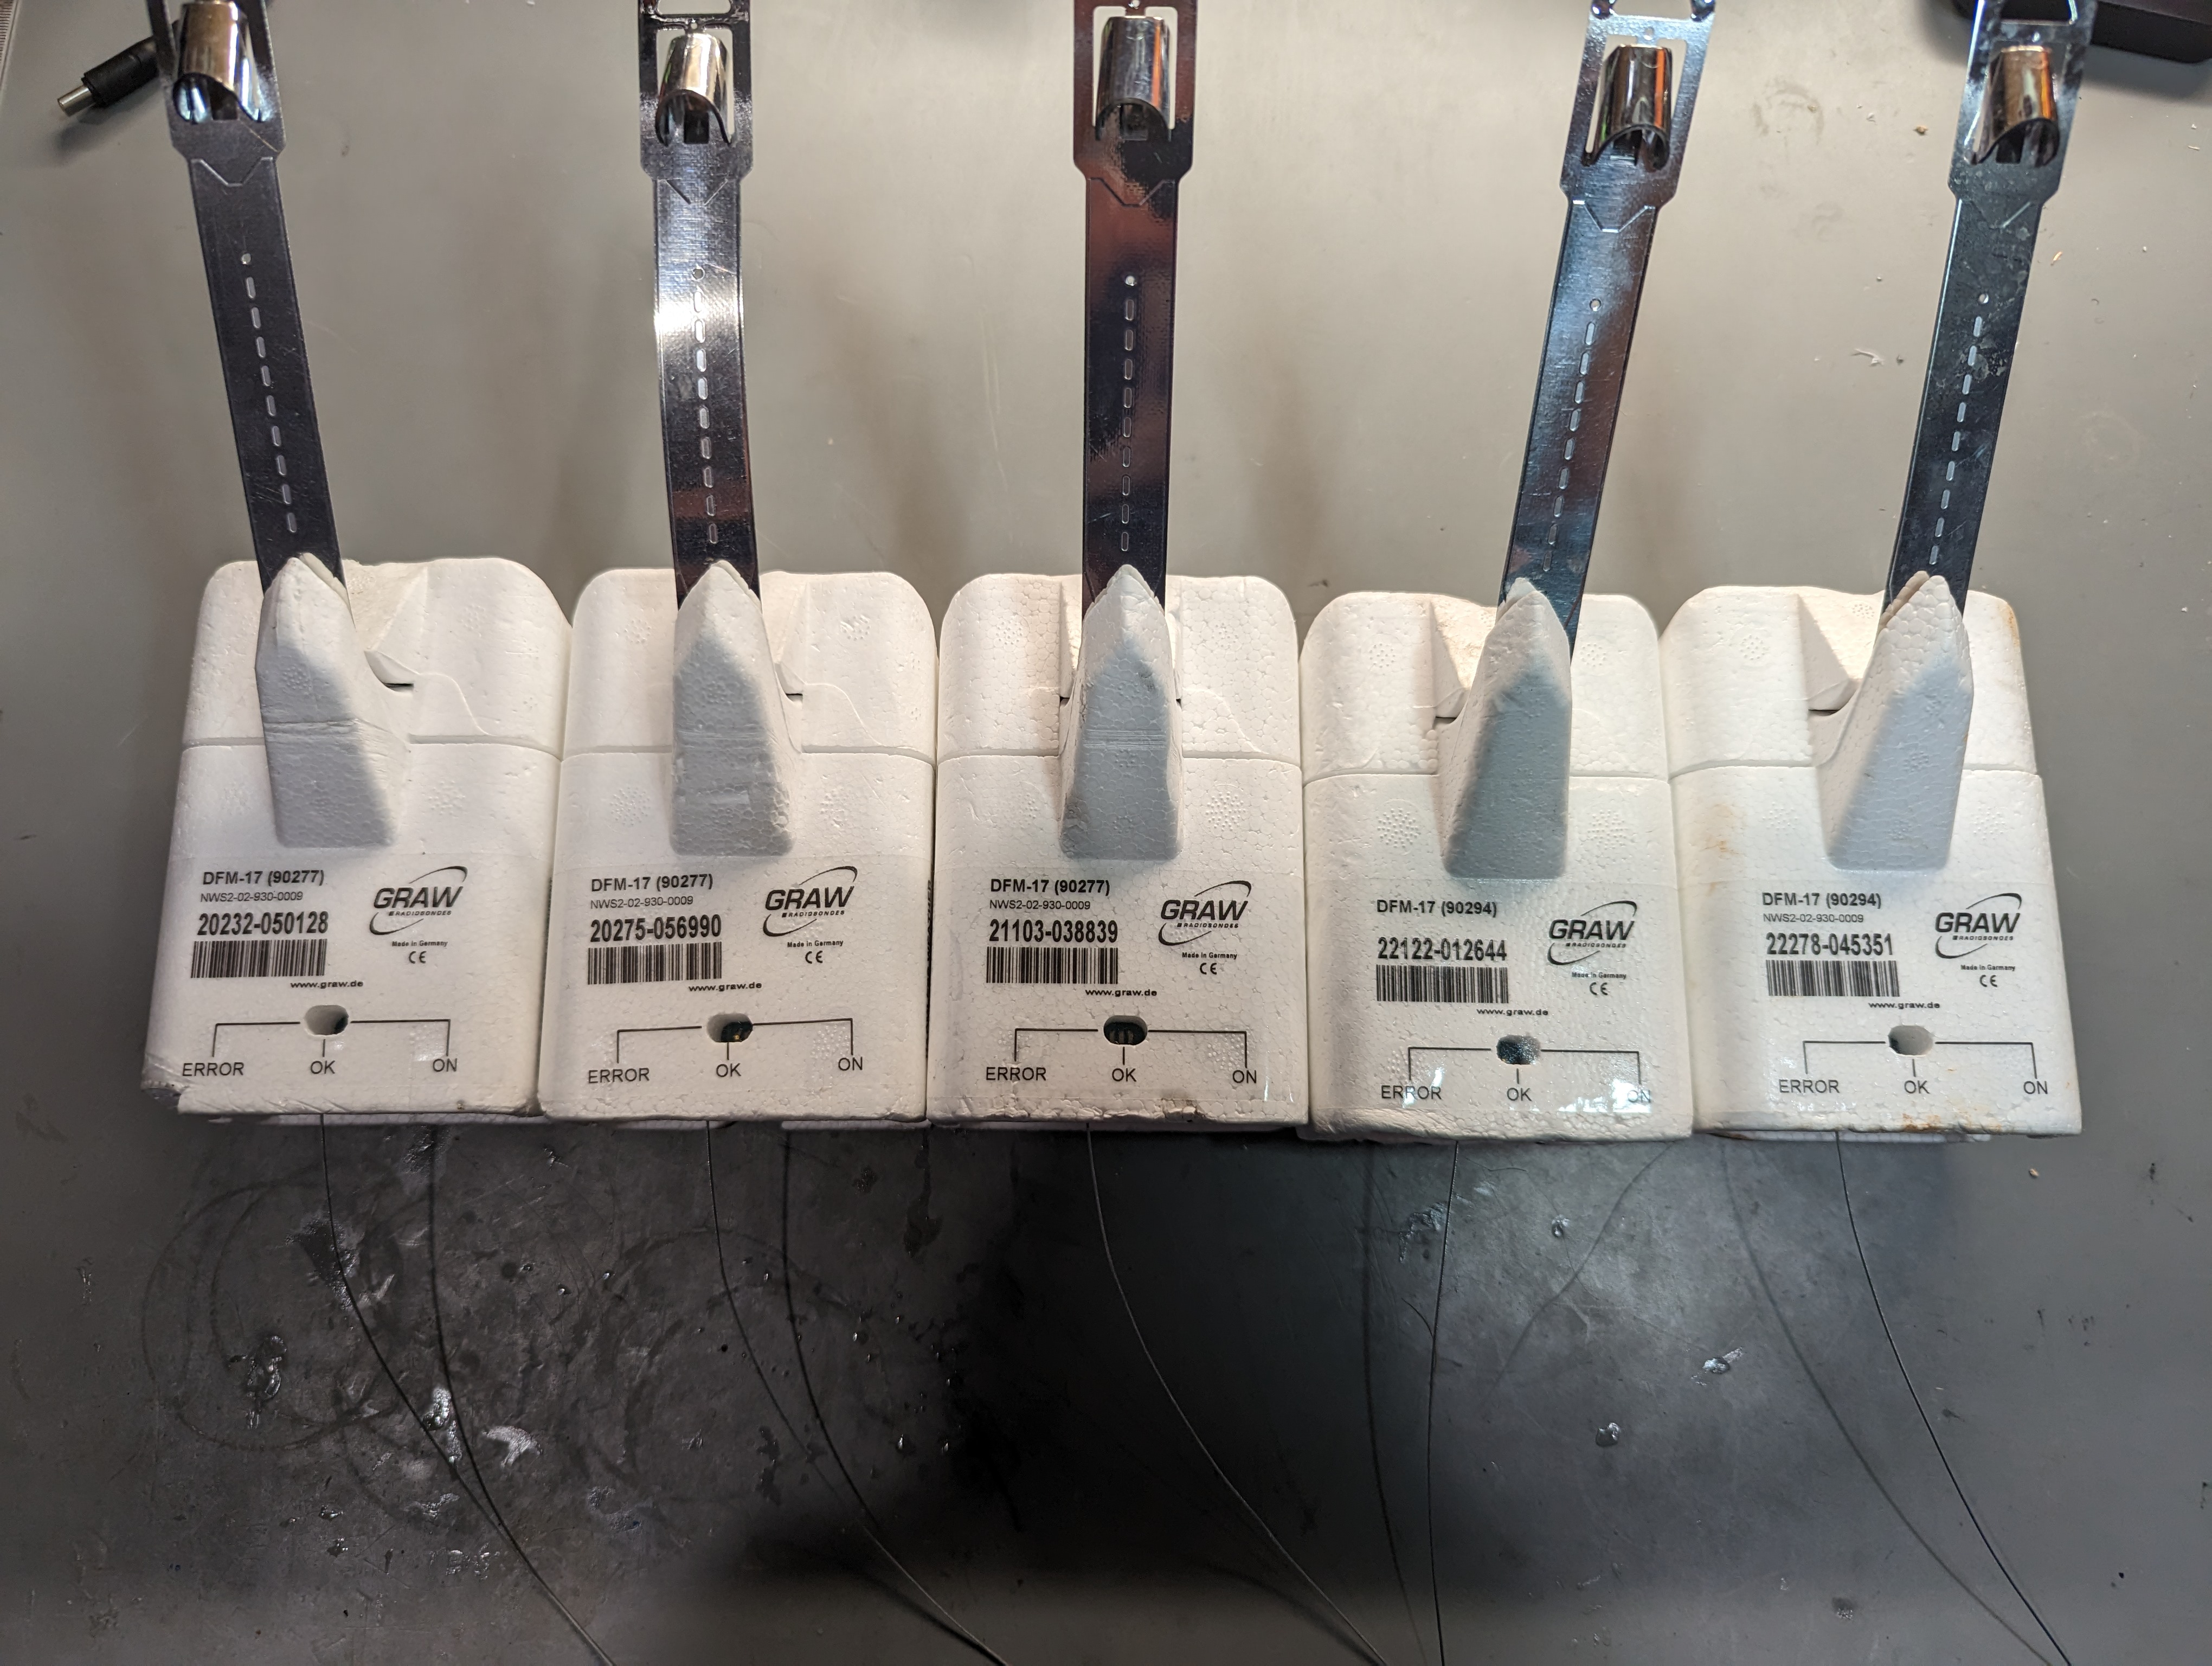 DFM-17 (90277)
NWS2-02-930-0009
20232-050128
GRAW
RADIOSONDES
Made in Germany
CE
www.graw.de
ERROR
OK
ON
DFM-17 (90277)
NWS2-02-930-0009
20275-056990
GRAW
RADIOSONDES
Made in Germany
CE
www.graw.de
ERROR
OK
ON
DFM-17 (90277)
NWS2-02-930-0009
21103-038839
GRAW
RADIOSONDES
Made in Germany
CE
www.graw.de
ERROR
OK
ON
DFM-17 (90294)
22122-012644
GRAW
RADIOSONDES
Made in Germany
CE
www.graw.de
ERROR
OK
ON
DFM-17 (90294)
NWS2-02-930-0009
22278-045351
GRAW
RADIOSONDES
Made in Germany
CE
www.graw.de
ERROR
OK
ON